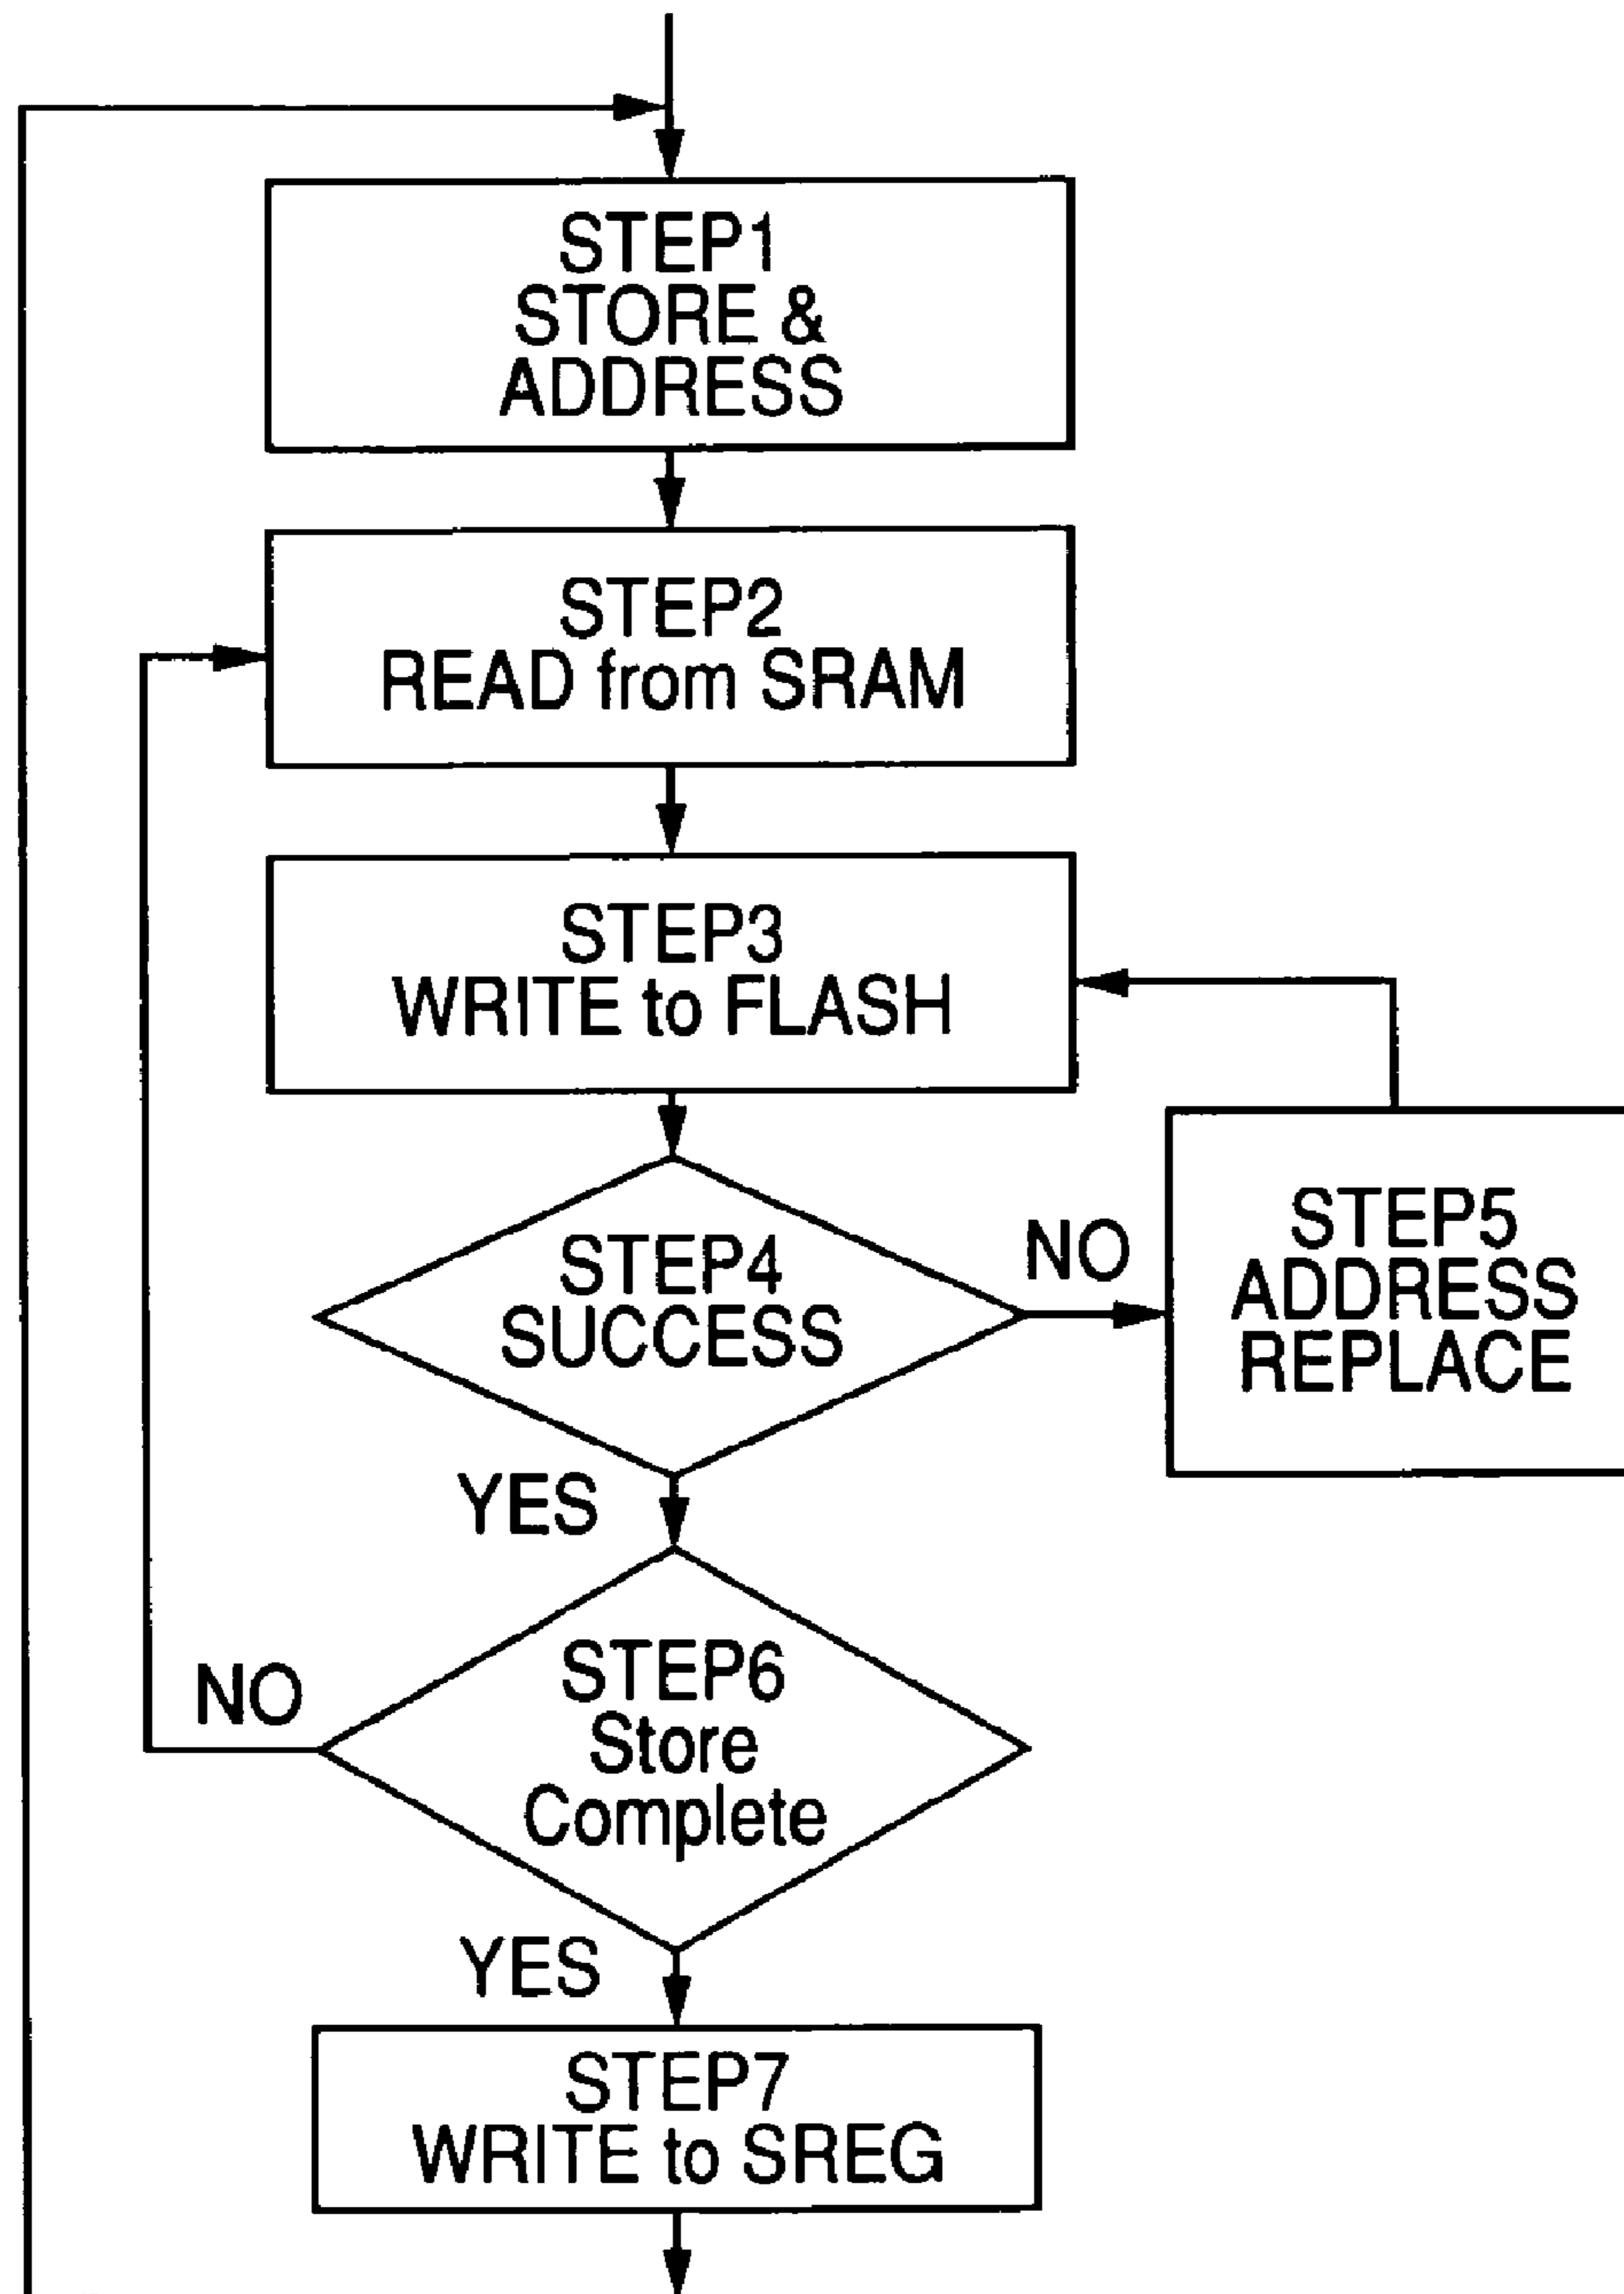 STEP1
STORE &
ADDRESS
STEP2
READ from SRAM
STEP3
WRITE to FLASH
STEP4
SUCCESS
NO
STEP5
ADDRESS
REPLACE
YES
STEP6
Store
Complete
NO
YES
STEP7
WRITE to SREG